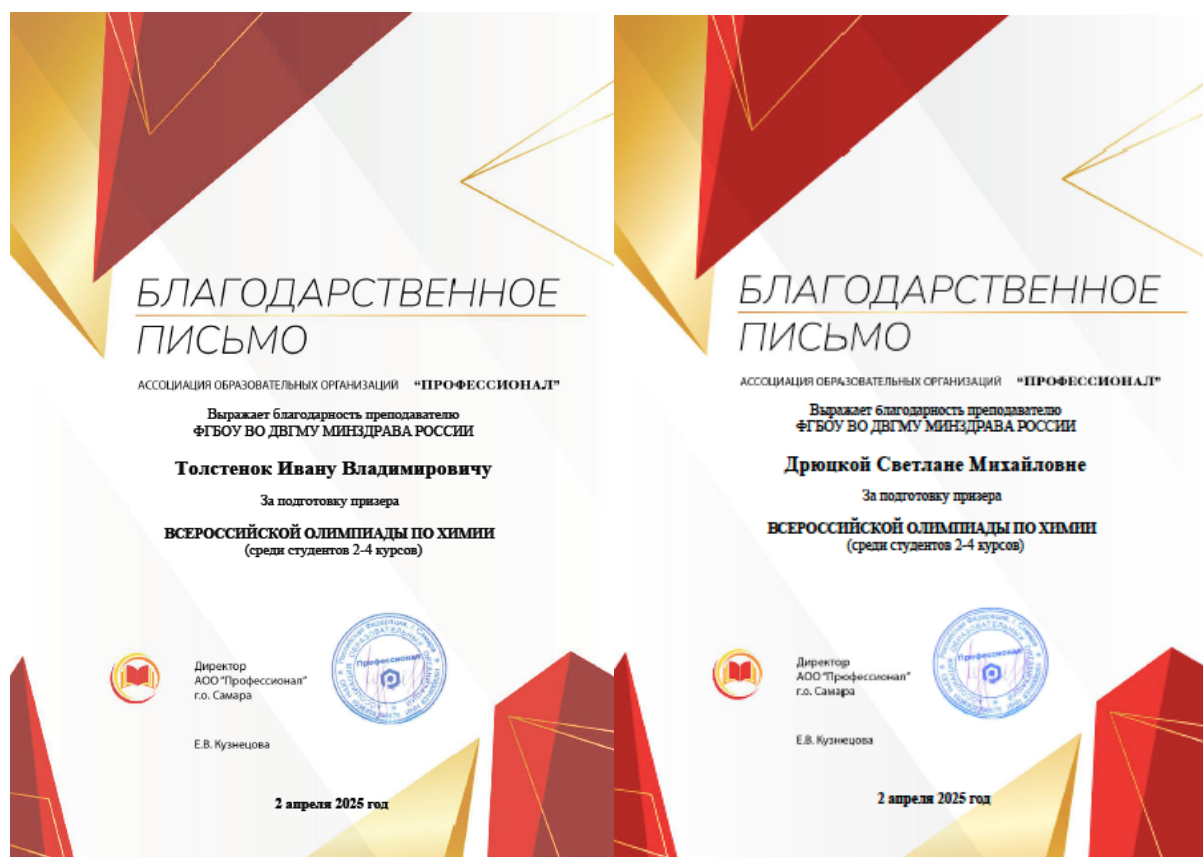 БЛАГОДАРСТВЕННОЕ
ПИСЬМО
АССОЦИАЦИЯ ОБРАЗОВАТЕЛЬНЫХ ОРГАНИЗАЦИЙ “ПРОФЕССИОНАЛ”
Выражает благодарность преподавателю
ФГБОУ ВО ДВГМУ МИНЗДРАВА РОССИИ
Толстенок Ивану Владимировичу
За подготовку призера
ВСЕРОССИЙСКОЙ ОЛИМПИАДЫ ПО ХИМИИ
(среди студентов 2-4 курсов)
Директор
АОО “Профессионал”
г.о. Самара
Профессионал
Е.В. Кузнецова
2 апреля 2025 год
БЛАГОДАРСТВЕННОЕ
ПИСЬМО
АССОЦИАЦИЯ ОБРАЗОВАТЕЛЬНЫХ ОРГАНИЗАЦИЙ “ПРОФЕССИОНАЛ”
Выражает благодарность преподавателю
ФГБОУ ВО ДВГМУ МИНЗДРАВА РОССИИ
Дрюцкой Светлане Михайловне
За подготовку призера
ВСЕРОССИЙСКОЙ ОЛИМПИАДЫ ПО ХИМИИ
(среди студентов 2-4 курсов)
Директор
АОО “Профессионал”
г.о. Самара
Профессионал
Е.В. Кузнецова
2 апреля 2025 год